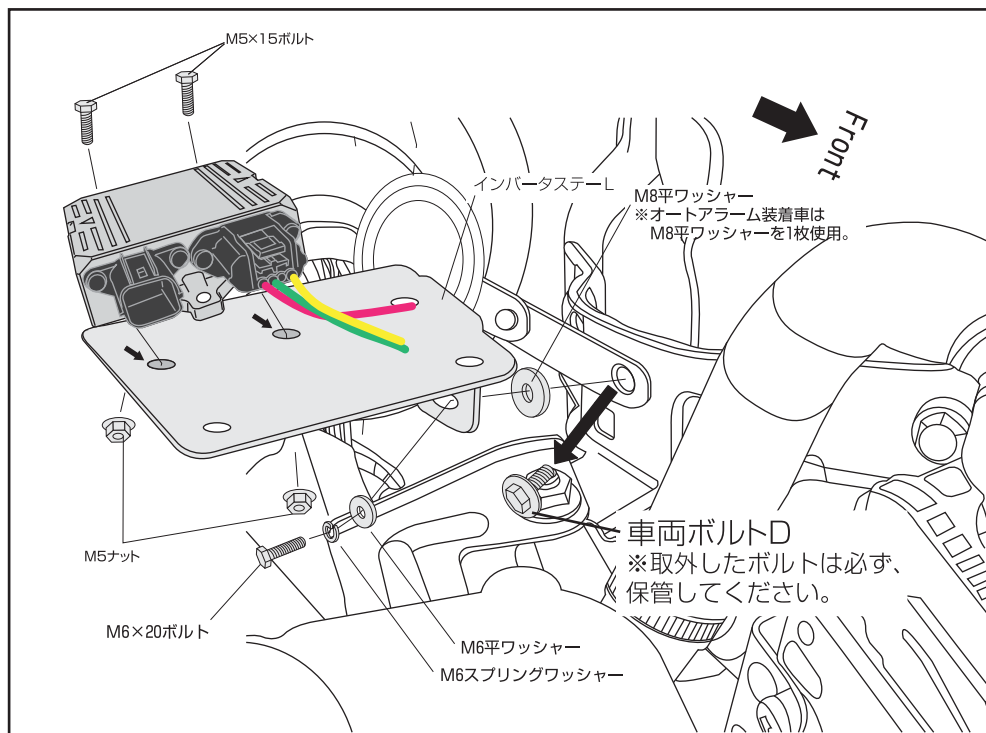 M5×15ボルト
Front
インバータステーL
M8平ワッシャー
※オートアラーム装着車は
M8平ワッシャーを1枚使用。
車両ボルトD
※取外したボルトは必ず、
保管してください。
M5ナット
M6×20ボルト
M6平ワッシャー
M6スプリングワッシャー